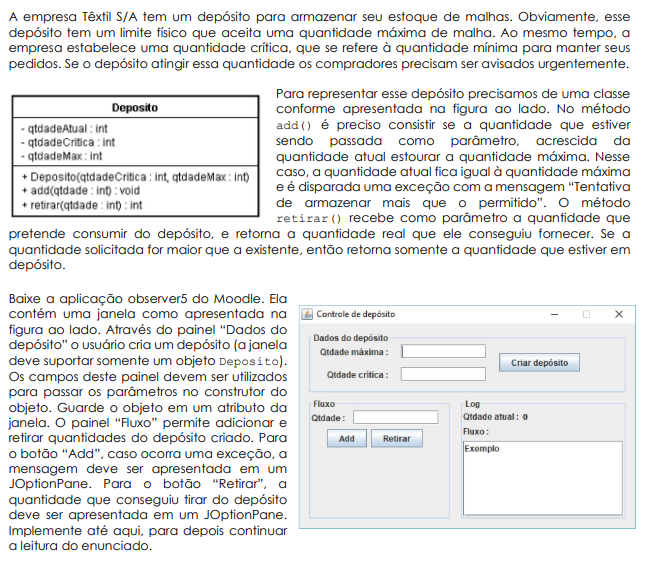 A empresa Têxtil S/A tem um depósito para armazenar seu estoque de malhas. Obviamente, esse
depósito tem um limite físico que aceita uma quantidade máxima de malha. Ao mesmo tempo, a
empresa estabelece uma quantidade crítica, que se refere à quantidade mínima para manter seus
pedidos. Se o depósito atingir essa quantidade os compradores precisam ser avisados urgentemente.
Deposito
- qtdadeAtual : int
- qtdadeCritica : int
- qtdadeMax : int
+ Deposito(qtdadeCritica : int, qtdadeMax : int)
+ add(qtdade : int) : void
+ retirar(qtdade : int) : int
Para representar esse depósito precisamos de uma classe
conforme apresentada na figura ao lado. No método
add() é preciso consistir se a quantidade que estiver
sendo passada como parâmetro, acrescida da
quantidade atual estourar a quantidade máxima. Nesse
caso, a quantidade atual fica igual à quantidade máxima
e é disparada uma exceção com a mensagem “Tentativa
de armazenar mais que o permitido”. O método
retirar() recebe como parâmetro a quantidade que
pretende consumir do depósito, e retorna a quantidade real que ele conseguiu fornecer. Se a
quantidade solicitada for maior que a existente, então retorna somente a quantidade que estiver em
depósito.
Baixe a aplicação observer5 do Moodle. Ela
contém uma janela como apresentada na
figura ao lado. Através do painel “Dados do
depósito” o usuário cria um depósito (a janela
deve suportar somente um objeto Deposito).
Os campos deste painel devem ser utilizados
para passar os parâmetros no construtor do
objeto. Guarde o objeto em um atributo da
janela. O painel “Fluxo” permite adicionar e
retirar quantidades do depósito criado. Para
o botão “Add”, caso ocorra uma exceção, a
mensagem deve ser apresentada em um
JOptionPane. Para o botão “Retirar”, a
quantidade que conseguiu tirar do depósito
deve ser apresentada em um JOptionPane.
Implemente até aqui, para depois continuar
a leitura do enunciado.
Controle de depósito
Dados do depósito
Qtdade máxima :
Qtdade crítica :
Criar depósito
Fluxo
Qtdade :
Add Retirar
Log
Qtdade atual : 0
Fluxo :
Exemplo